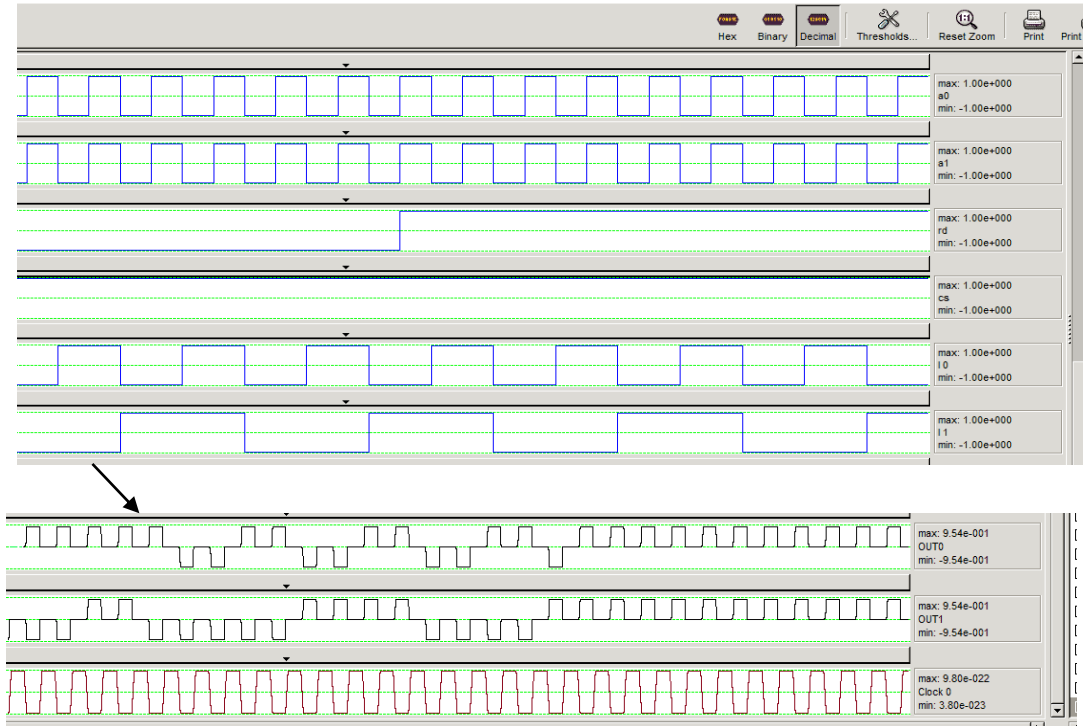 Hex Binary Decimal Thresholds... Reset Zoom Print Print
max: 1.00e+000
a0
min: -1.00e+000
max: 1.00e+000
a1
min: -1.00e+000
max: 1.00e+000
rd
min: -1.00e+000
max: 1.00e+000
cs
min: -1.00e+000
max: 1.00e+000
I 0
min: -1.00e+000
max: 1.00e+000
I 1
min: -1.00e+000
max: 9.54e-001
OUT0
min: -9.54e-001
max: 9.54e-001
OUT1
min: -9.54e-001
max: 9.80e-022
Clock 0
min: 3.80e-023